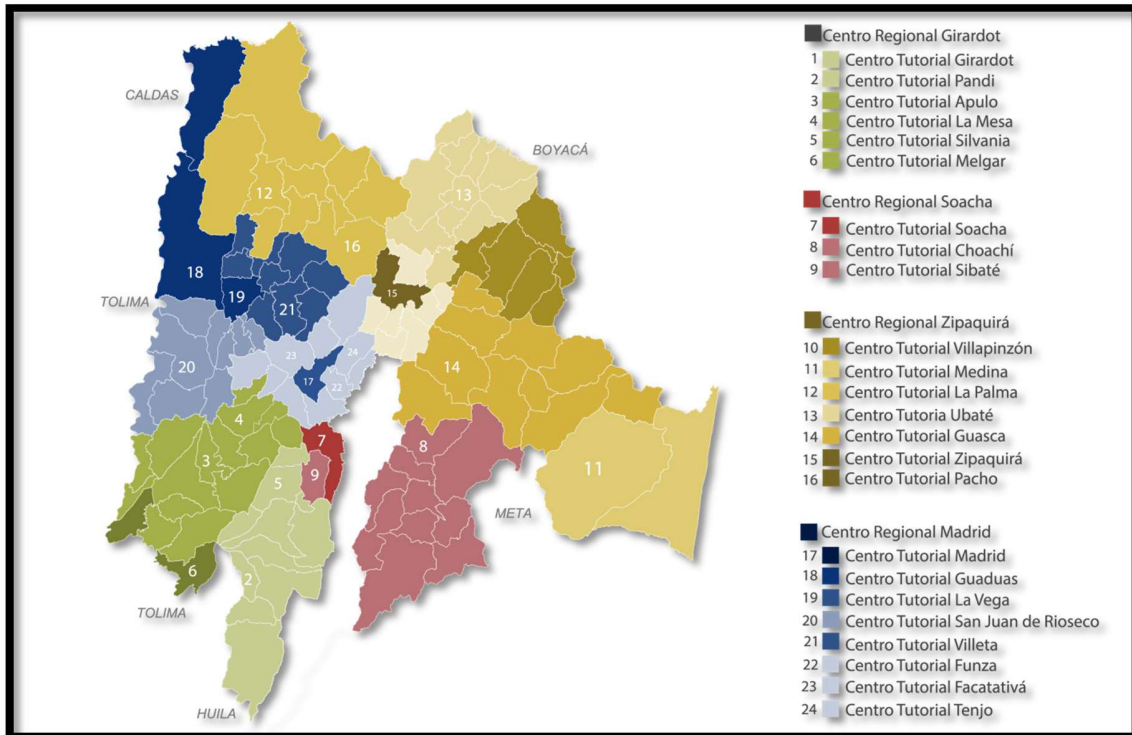 CALDAS
BOYACÁ
12
13
16
18
15
19
21
TOLIMA
23
24
20
14
17
22
4
7
8
3
9
11
5
META
6
2
TOLIMA
HUILA
Centro Regional Girardot
1 Centro Tutorial Girardot
2 Centro Tutorial Pandi
3 Centro Tutorial Apulo
4 Centro Tutorial La Mesa
5 Centro Tutorial Silvania
6 Centro Tutorial Melgar
Centro Regional Soacha
7 Centro Tutorial Soacha
8 Centro Tutorial Choachí
9 Centro Tutorial Sibaté
Centro Regional Zipaquirá
10 Centro Tutorial Villapinzón
11 Centro Tutorial Medina
12 Centro Tutorial La Palma
13 Centro Tutoria Ubaté
14 Centro Tutorial Guasca
15 Centro Tutorial Zipaquirá
16 Centro Tutorial Pacho
Centro Regional Madrid
17 Centro Tutorial Madrid
18 Centro Tutorial Guaduas
19 Centro Tutorial La Vega
20 Centro Tutorial San Juan de Rioseco
21 Centro Tutorial Villeta
22 Centro Tutorial Funza
23 Centro Tutorial Facatativá
24 Centro Tutorial Tenjo